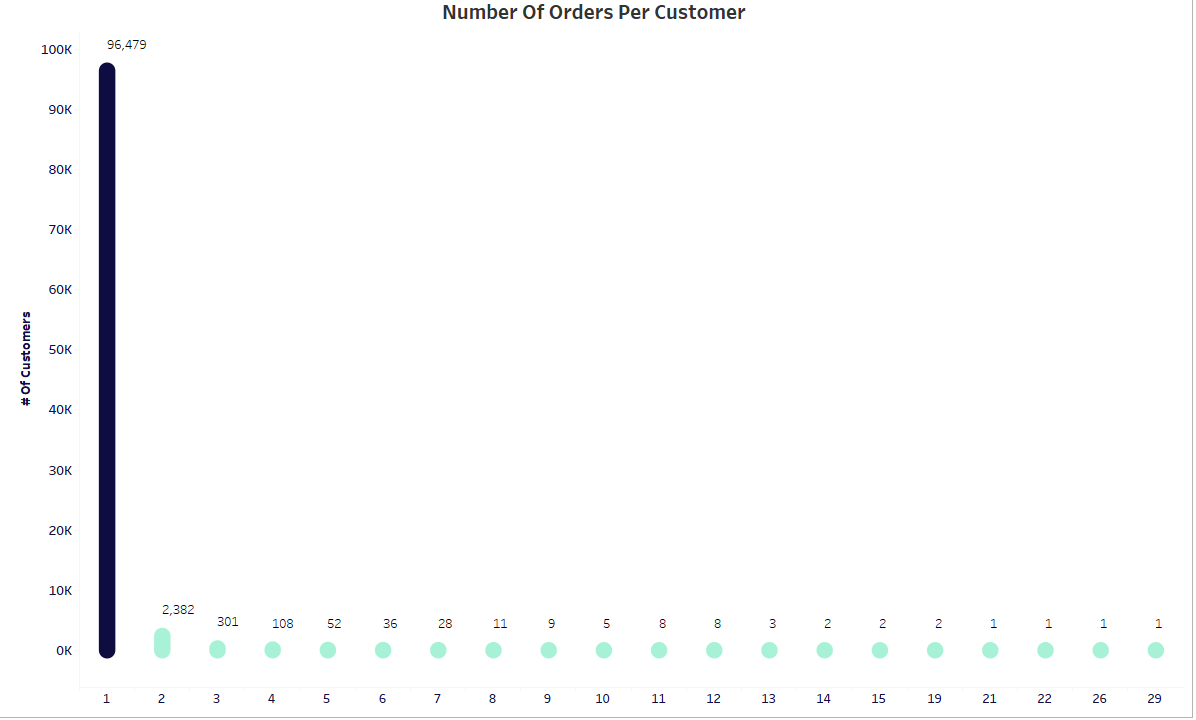 Number Of Orders Per Customer
# Of Customers
100K
90K
80K
70K
60K
50K
40K
30K
20K
10K
0K
96,479
2,382
301
108
52
36
28
11
9
5
8
8
3
2
2
2
1
1
1
1
1 2 3 4 5 6 7 8 9 10 11 12 13 14 15 19 21 22 26 29